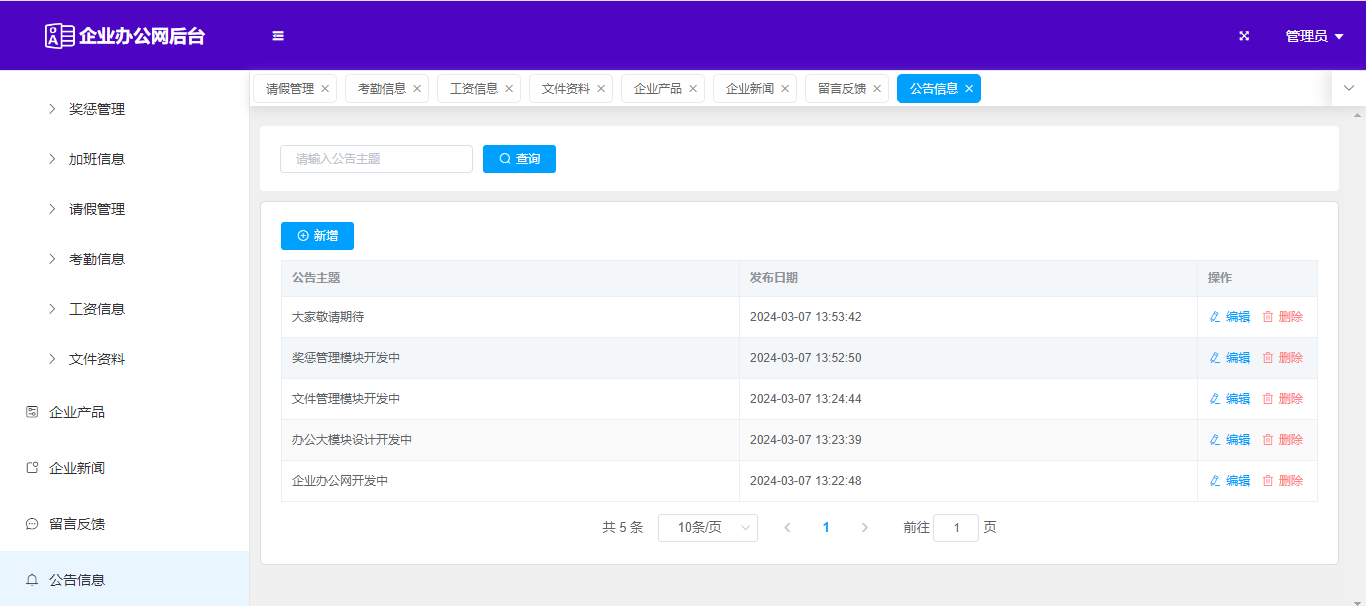 企业办公网后台
管理员
奖惩管理
加班信息
请假管理
考勤信息
工资信息
文件资料
企业产品
企业新闻
留言反馈
公告信息
请假管理 考勤信息 工资信息 文件资料 企业产品 企业新闻 留言反馈 公告信息
请输入公告主题 查询
新增
公告主题 发布日期 操作
大家敬请期待 2024-03-07 13:53:42 编辑 删除
奖惩管理模块开发中 2024-03-07 13:52:50 编辑 删除
文件管理模块开发中 2024-03-07 13:24:44 编辑 删除
办公大模块设计开发中 2024-03-07 13:23:39 编辑 删除
企业办公网开发中 2024-03-07 13:22:48 编辑 删除
共 5 条 10条/页 1 前往 1 页